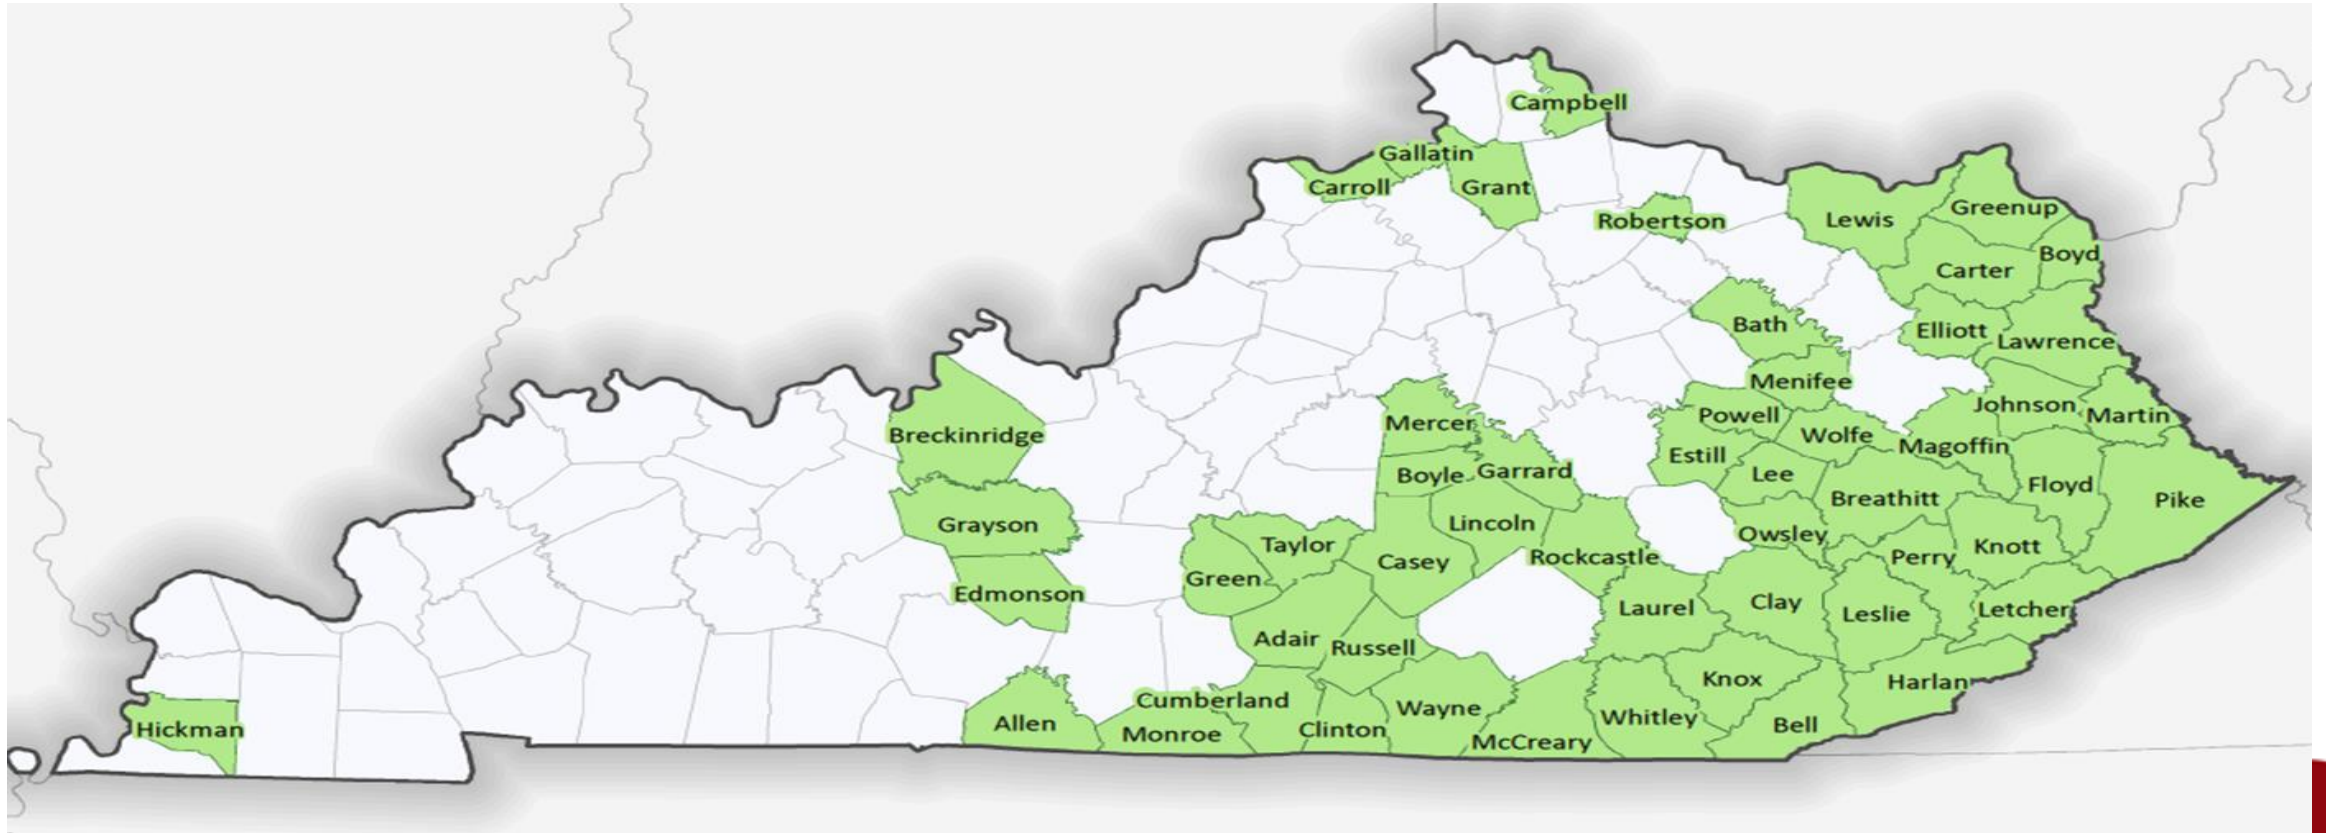 Campbell
Gallatin
Carroll
Grant
Robertson
Lewis
Greenup
Boyd
Carter
Bath
Elliott
Lawrence
Menifee
Johnson
Martin
Powell
Mercer
Breckinridge
Wolfe
Magoffin
Estill
Boyle
Garrard
Lee
Floyd
Breathitt
Pike
Grayson
Lincoln
Owsley
Taylor
Knott
Rockcastle
Perry
Casey
Green
Edmonson
Clay
Laurel
Letcher
Leslie
Adair
Russell
Knox
Harlan
Cumberland
Wayne
Whitley
Allen
Bell
Hickman
Clinton
Monroe
McCreary